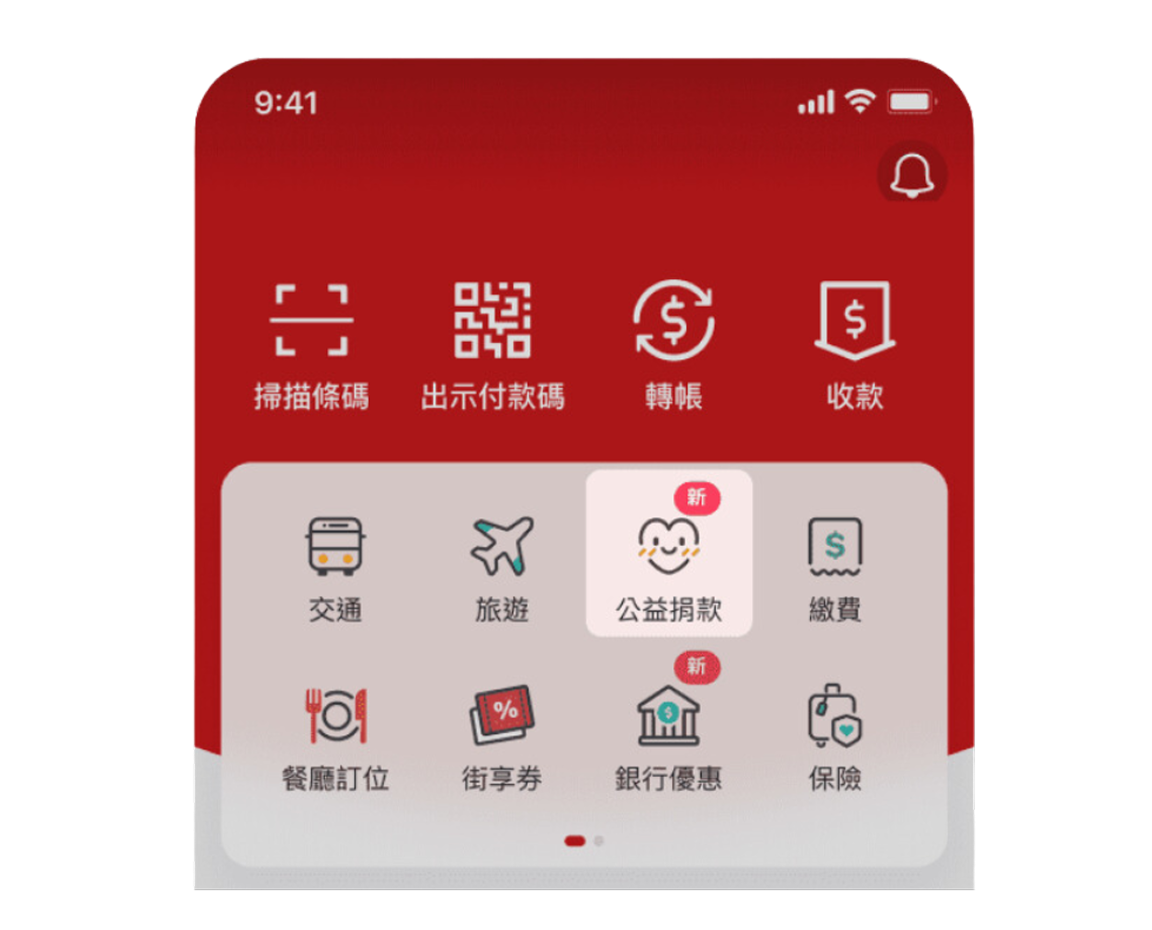 9:41
掃描條碼 出示付款碼 轉帳 收款
新
交通 旅遊 公益捐款 繳費
新
餐廳訂位 街享券 銀行優惠 保險